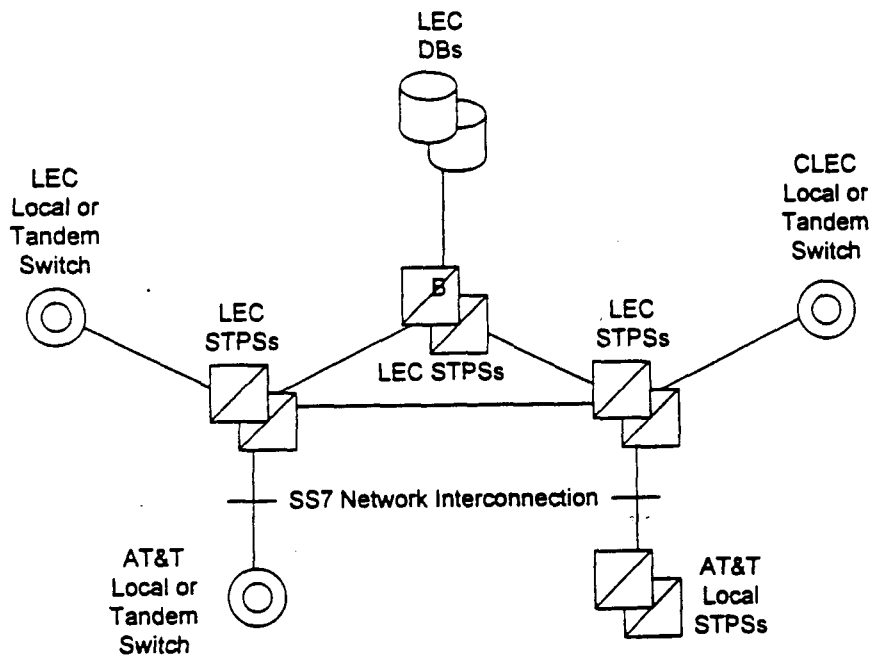 LEC
DBs
LEC
Local or
Tandem
Switch
CLEC
Local or
Tandem
Switch
B
LEC
STPSs
LEC STPSs
LEC
STPSs
SS7 Network Interconnection
AT&T
Local or
Tandem
Switch
AT&T
Local
STPSs